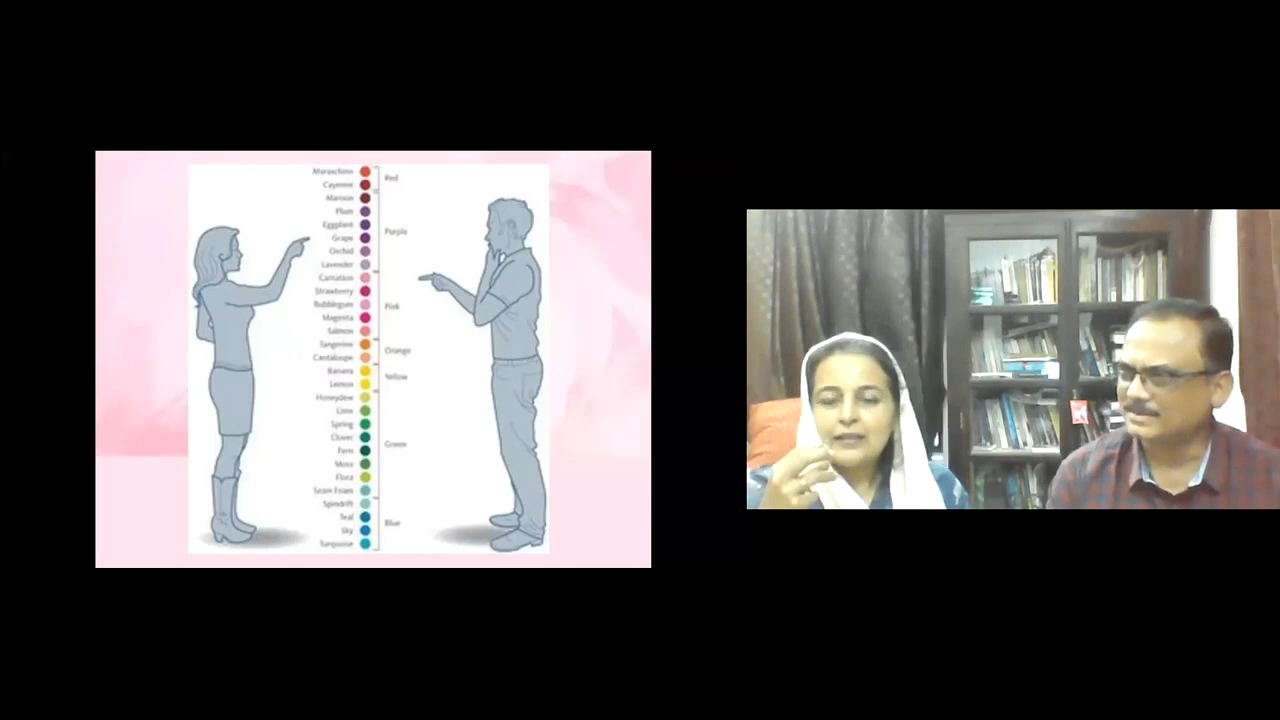 Maraschino
Cayenne
Maroon
Plum
Eggplant
Grape
Orchid
Lavender
Carnation
Strawberry
Bubblegum
Magenta
Salmon
Tangerine
Cantaloupe
Banana
Lemon
Honeydew
Lime
Spring
Clover
Fern
Moss
Flora
Seam Foam
Spindrift
Teal
Sky
Turquoise
Red
Purple
Pink
Orange
Yellow
Green
Blue